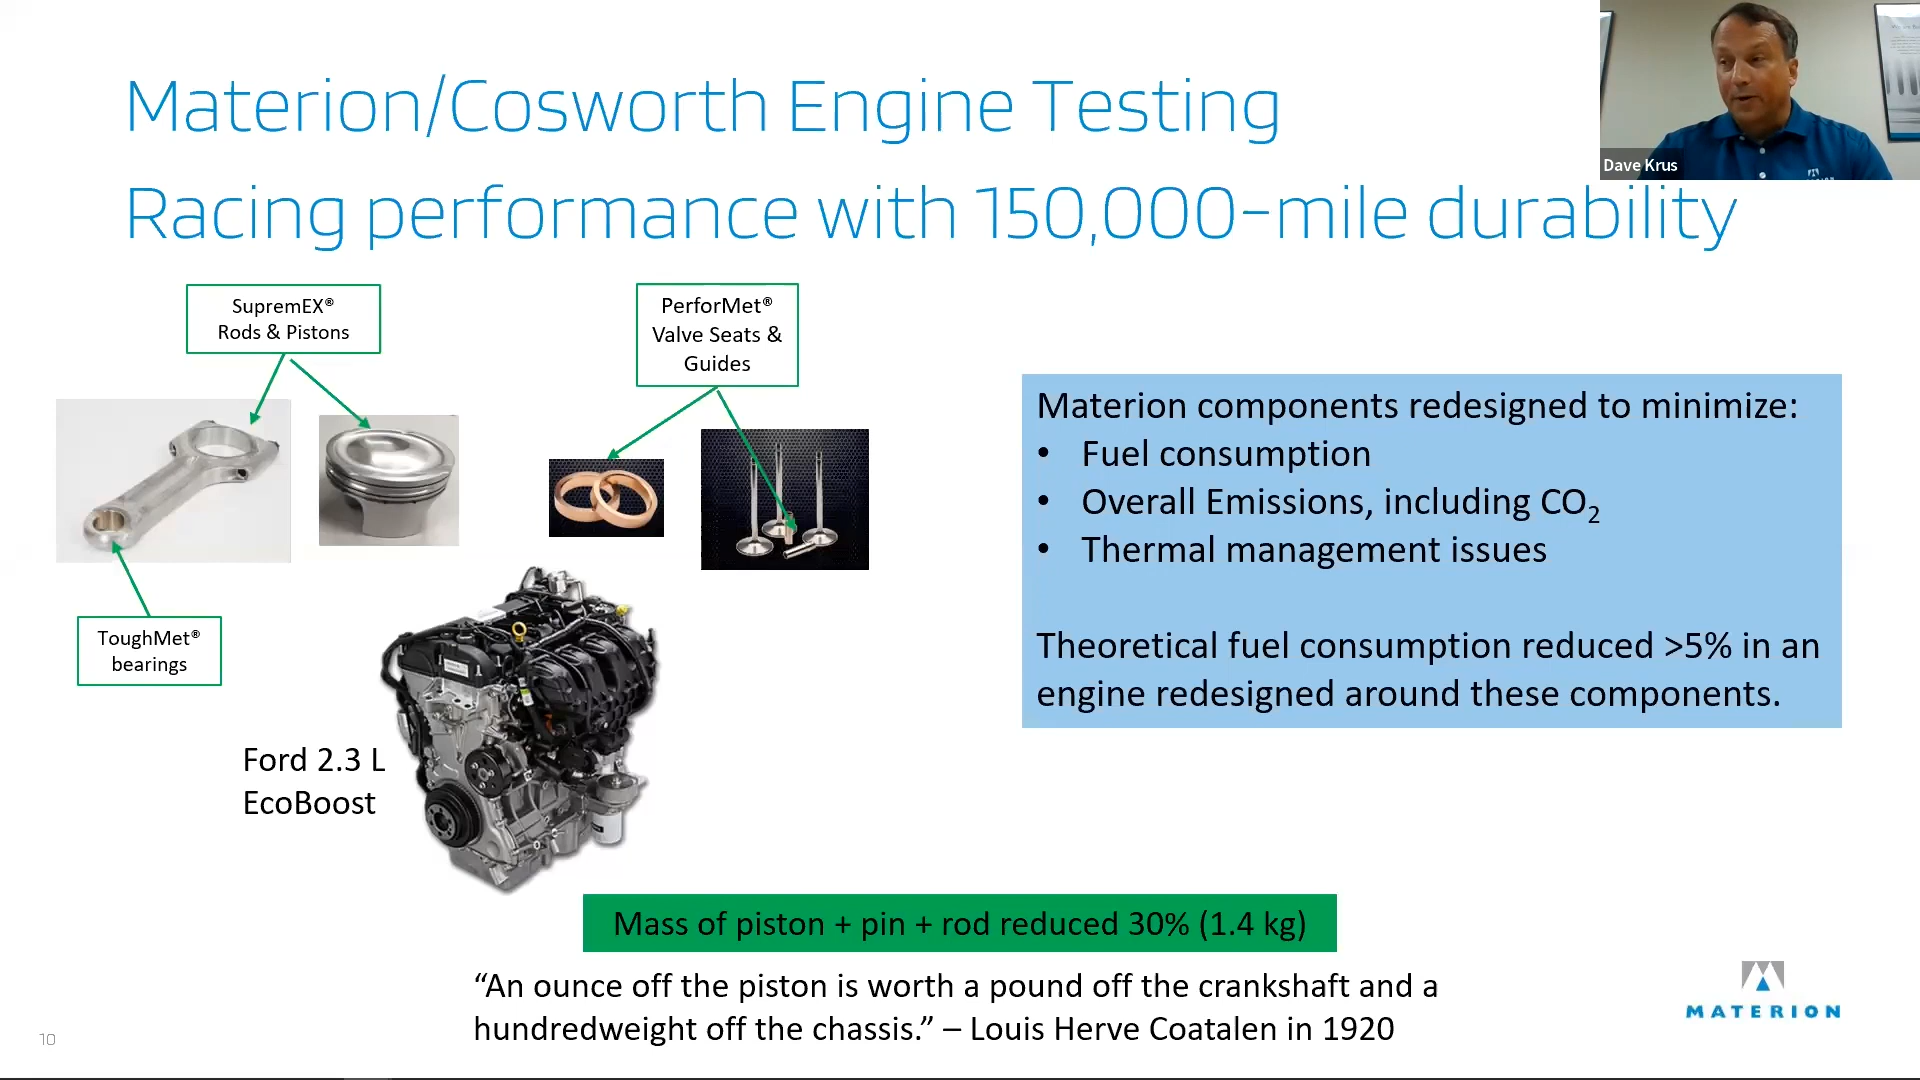 Materion/Cosworth Engine Testing
Racing performance with 150,000-mile durability
Dave Krus
SupremEX®
Rods & Pistons
PerforMet®
Valve Seats &
Guides
ToughMet®
bearings
Ford 2.3 L
EcoBoost
Materion components redesigned to minimize:
• Fuel consumption
• Overall Emissions, including CO₂
• Thermal management issues
Theoretical fuel consumption reduced >5% in an
engine redesigned around these components.
Mass of piston + pin + rod reduced 30% (1.4 kg)
“An ounce off the piston is worth a pound off the crankshaft and a
hundredweight off the chassis.” – Louis Herve Coatalen in 1920
MATERION
10